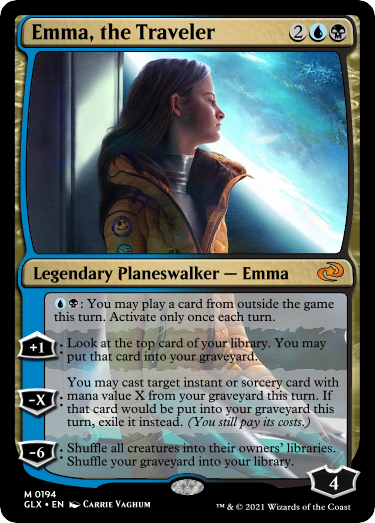 Emma, the Traveler 2
Legendary Planeswalker — Emma
: You may play a card from outside the game
this turn. Activate only once each turn.
+1 : Look at the top card of your library. You may
put that card into your graveyard.
-X : You may cast target instant or sorcery card with
mana value X from your graveyard this turn. If
that card would be put into your graveyard this
turn, exile it instead. (You still pay its costs.)
-6 : Shuffle all creatures into their owners' libraries.
Shuffle your graveyard into your library.
4
M 0194
GLX • EN CARRIE VAGHUM
™ & © 2021 Wizards of the Coast